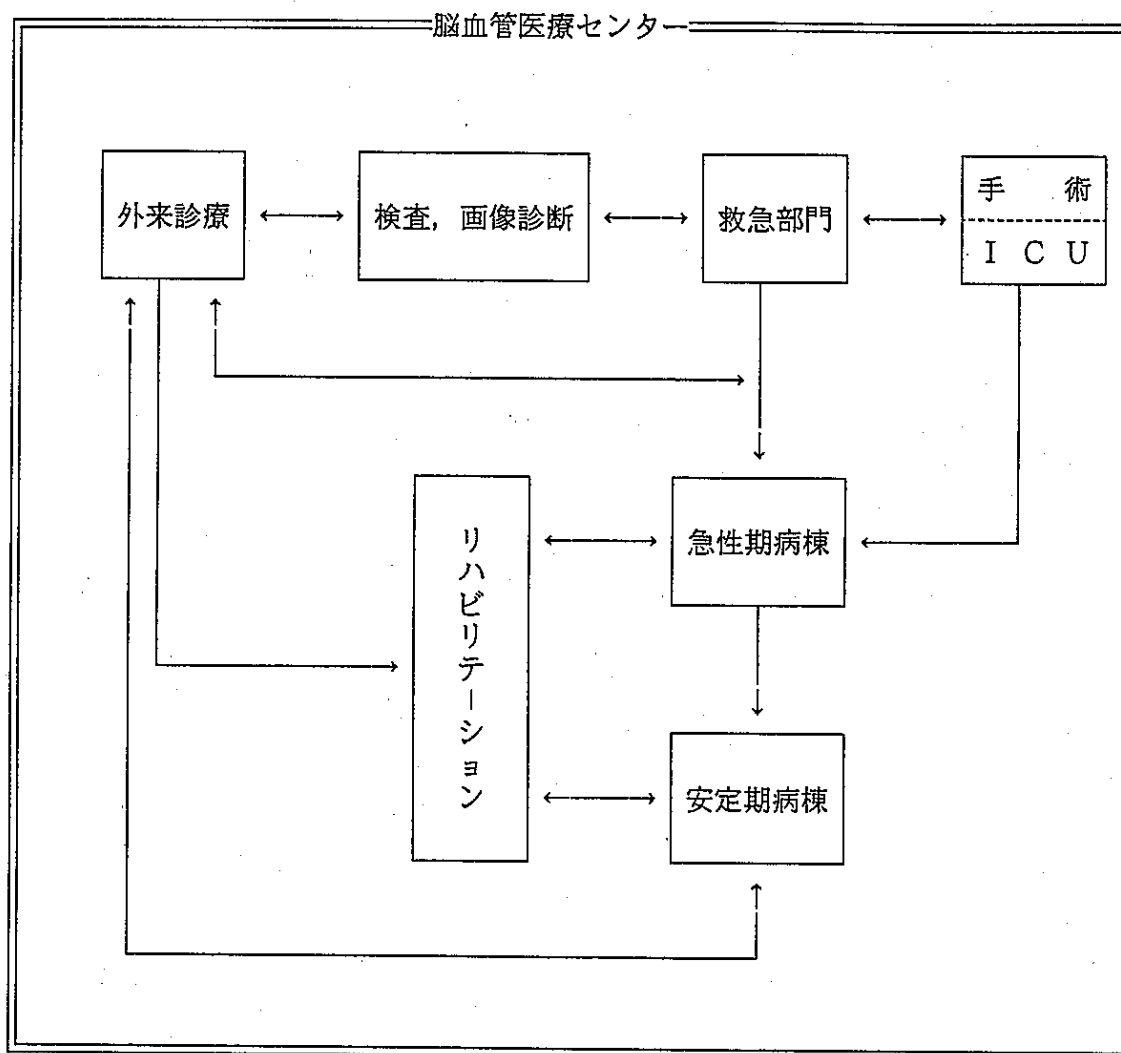 脳血管医療センター
外来診療
検査，画像診断
救急部門
手　術
ＩＣＵ
リハビリテーション
急性期病棟
安定期病棟